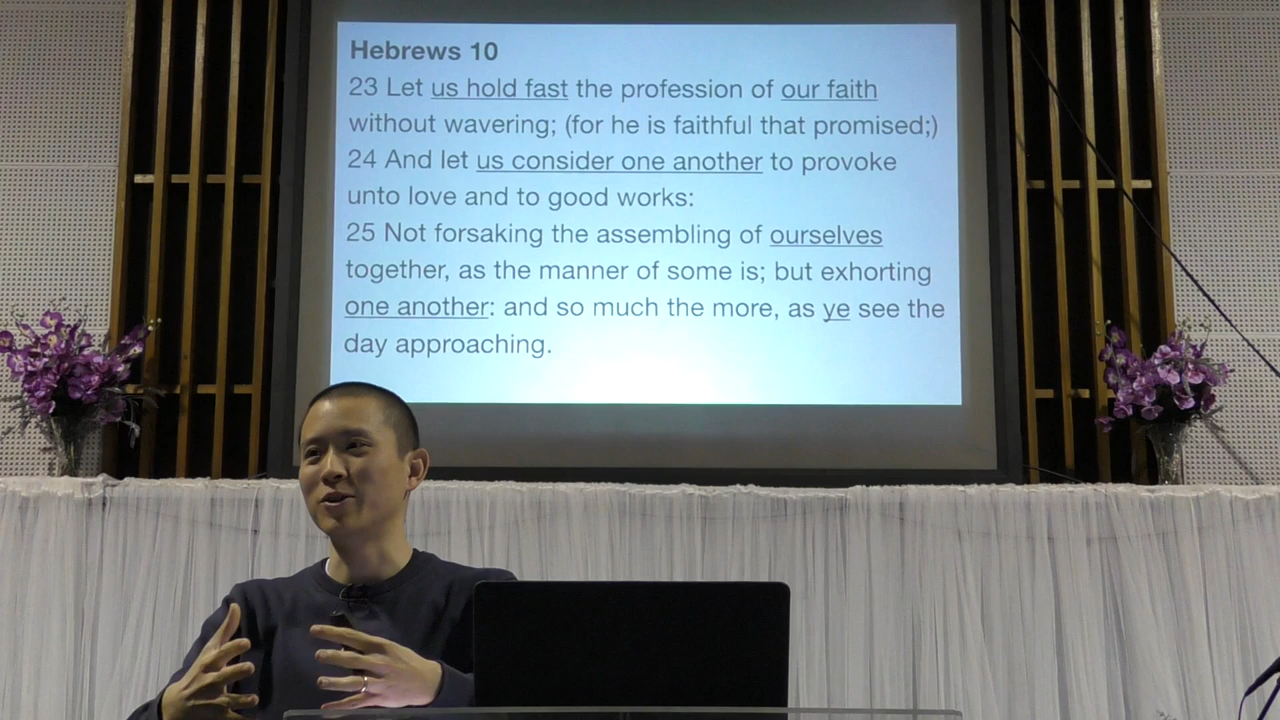 Hebrews 10
23 Let us hold fast the profession of our faith
without wavering; (for he is faithful that promised;)
24 And let us consider one another to provoke
unto love and to good works:
25 Not forsaking the assembling of ourselves
together, as the manner of some is; but exhorting
one another: and so much the more, as ye see the
day approaching.